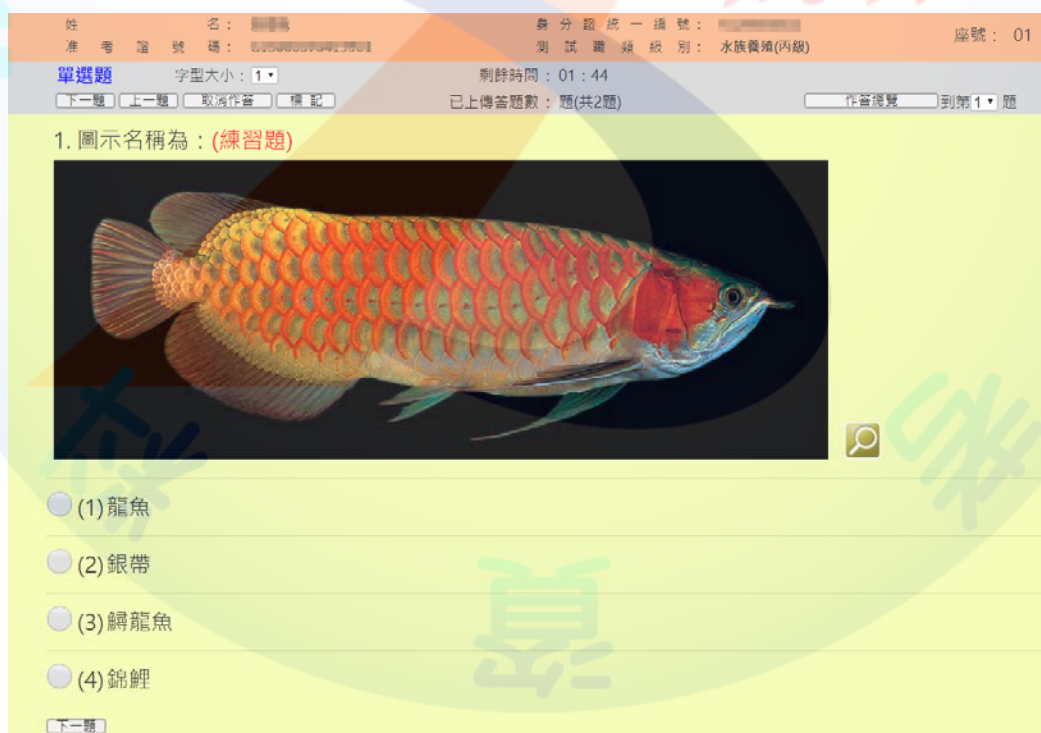 姓 名： 身 分 證 統 一 編 號： 座號： 01
准 考 證 號 碼： 測 試 職 類 級 別： 水族養殖(丙級)
單選題 字型大小：1 剩餘時間：01：44
下一題 上一題 取消作答 標 記 已上傳答題數： 題(共2題) 作答總覽 到第 1 題
1. 圖示名稱為：(練習題)
(1)龍魚
(2)銀帶
(3)鱘龍魚
(4)錦鯉
下一題